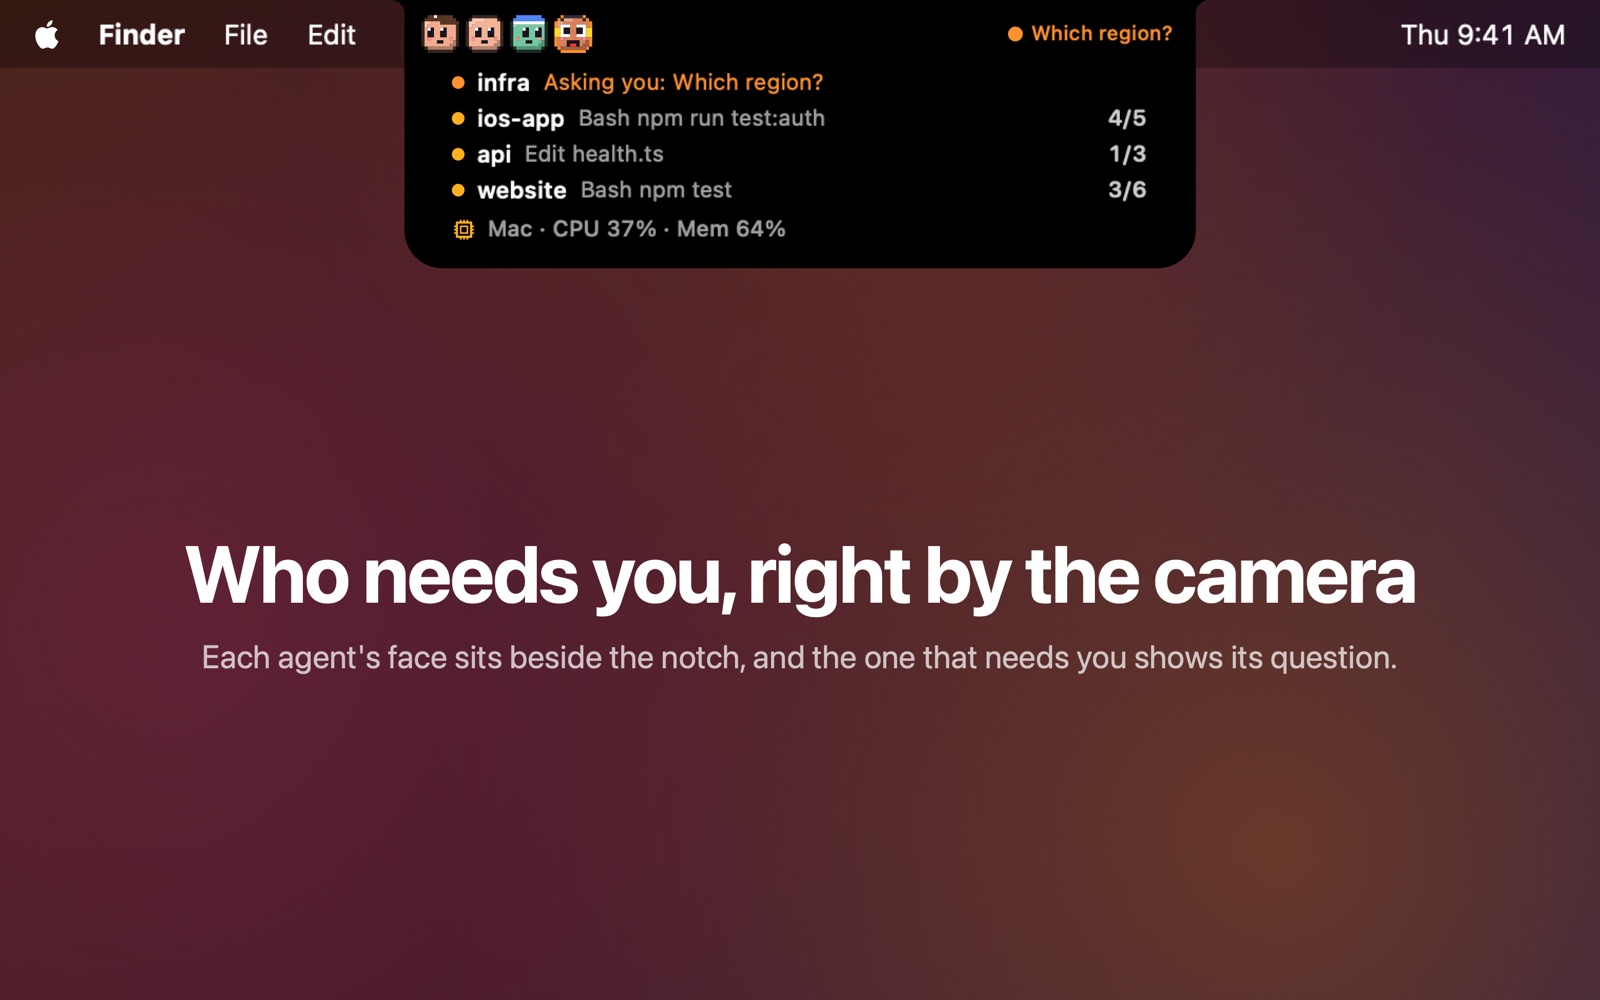 Finder File Edit
Which region?
Thu 9:41 AM
infra Asking you: Which region?
ios-app Bash npm run test:auth 4/5
api Edit health.ts 1/3
website Bash npm test 3/6
Mac · CPU 37% · Mem 64%
Who needs you, right by the camera
Each agent's face sits beside the notch, and the one that needs you shows its question.